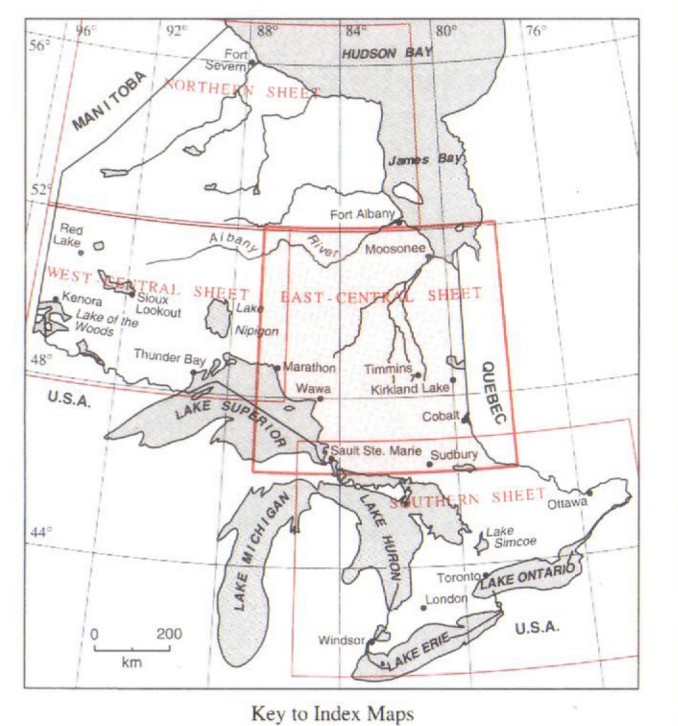 96°
92°
88°
84°
80°
76°
56°
HUDSON BAY
Fort
Severn
NORTHERN SHEET
MANITOBA
James Bay
52°
Fort Albany
Red
Lake
Albany River
Moosonee
WEST-CENTRAL SHEET
EAST-CENTRAL SHEET
Kenora
Sioux
Lookout
Lake
Nipigon
Lake of the
Woods
48°
Thunder Bay
Marathon
Timmins
QUEBEC
Wawa
Kirkland Lake
U.S.A.
LAKE SUPERIOR
Cobalt
Sault Ste. Marie
Sudbury
SOUTHERN SHEET
Ottawa
44°
LAKE MICHIGAN
LAKE HURON
Lake
Simcoe
Toronto
LAKE ONTARIO
London
0 200
km
Windsor
LAKE ERIE
U.S.A.
Key to Index Maps